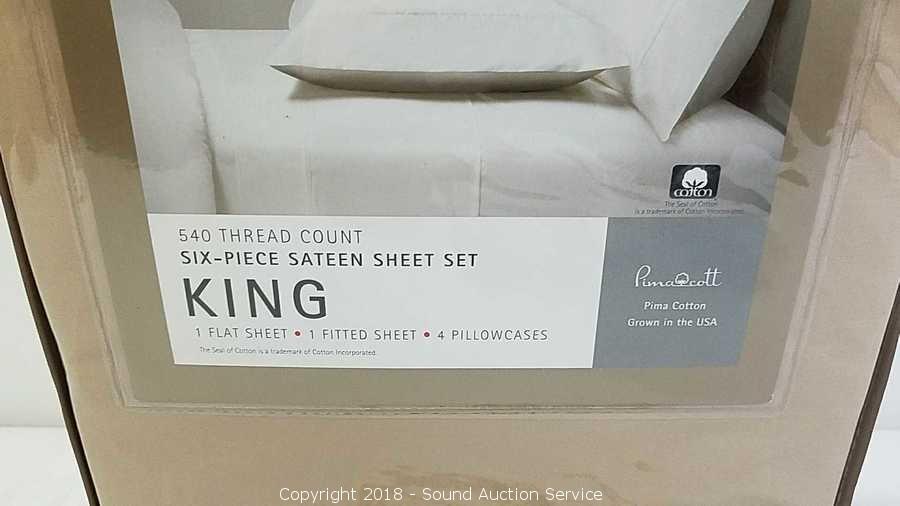 cotton
The Seal of Cotton
is a trademark of Cotton Incorporated.
540 THREAD COUNT
SIX-PIECE SATEEN SHEET SET
KING
1 FLAT SHEET • 1 FITTED SHEET • 4 PILLOWCASES
The Seal of Cotton is a trademark of Cotton Incorporated.
Pimacott
Pima Cotton
Grown in the USA
Copyright 2018 - Sound Auction Service